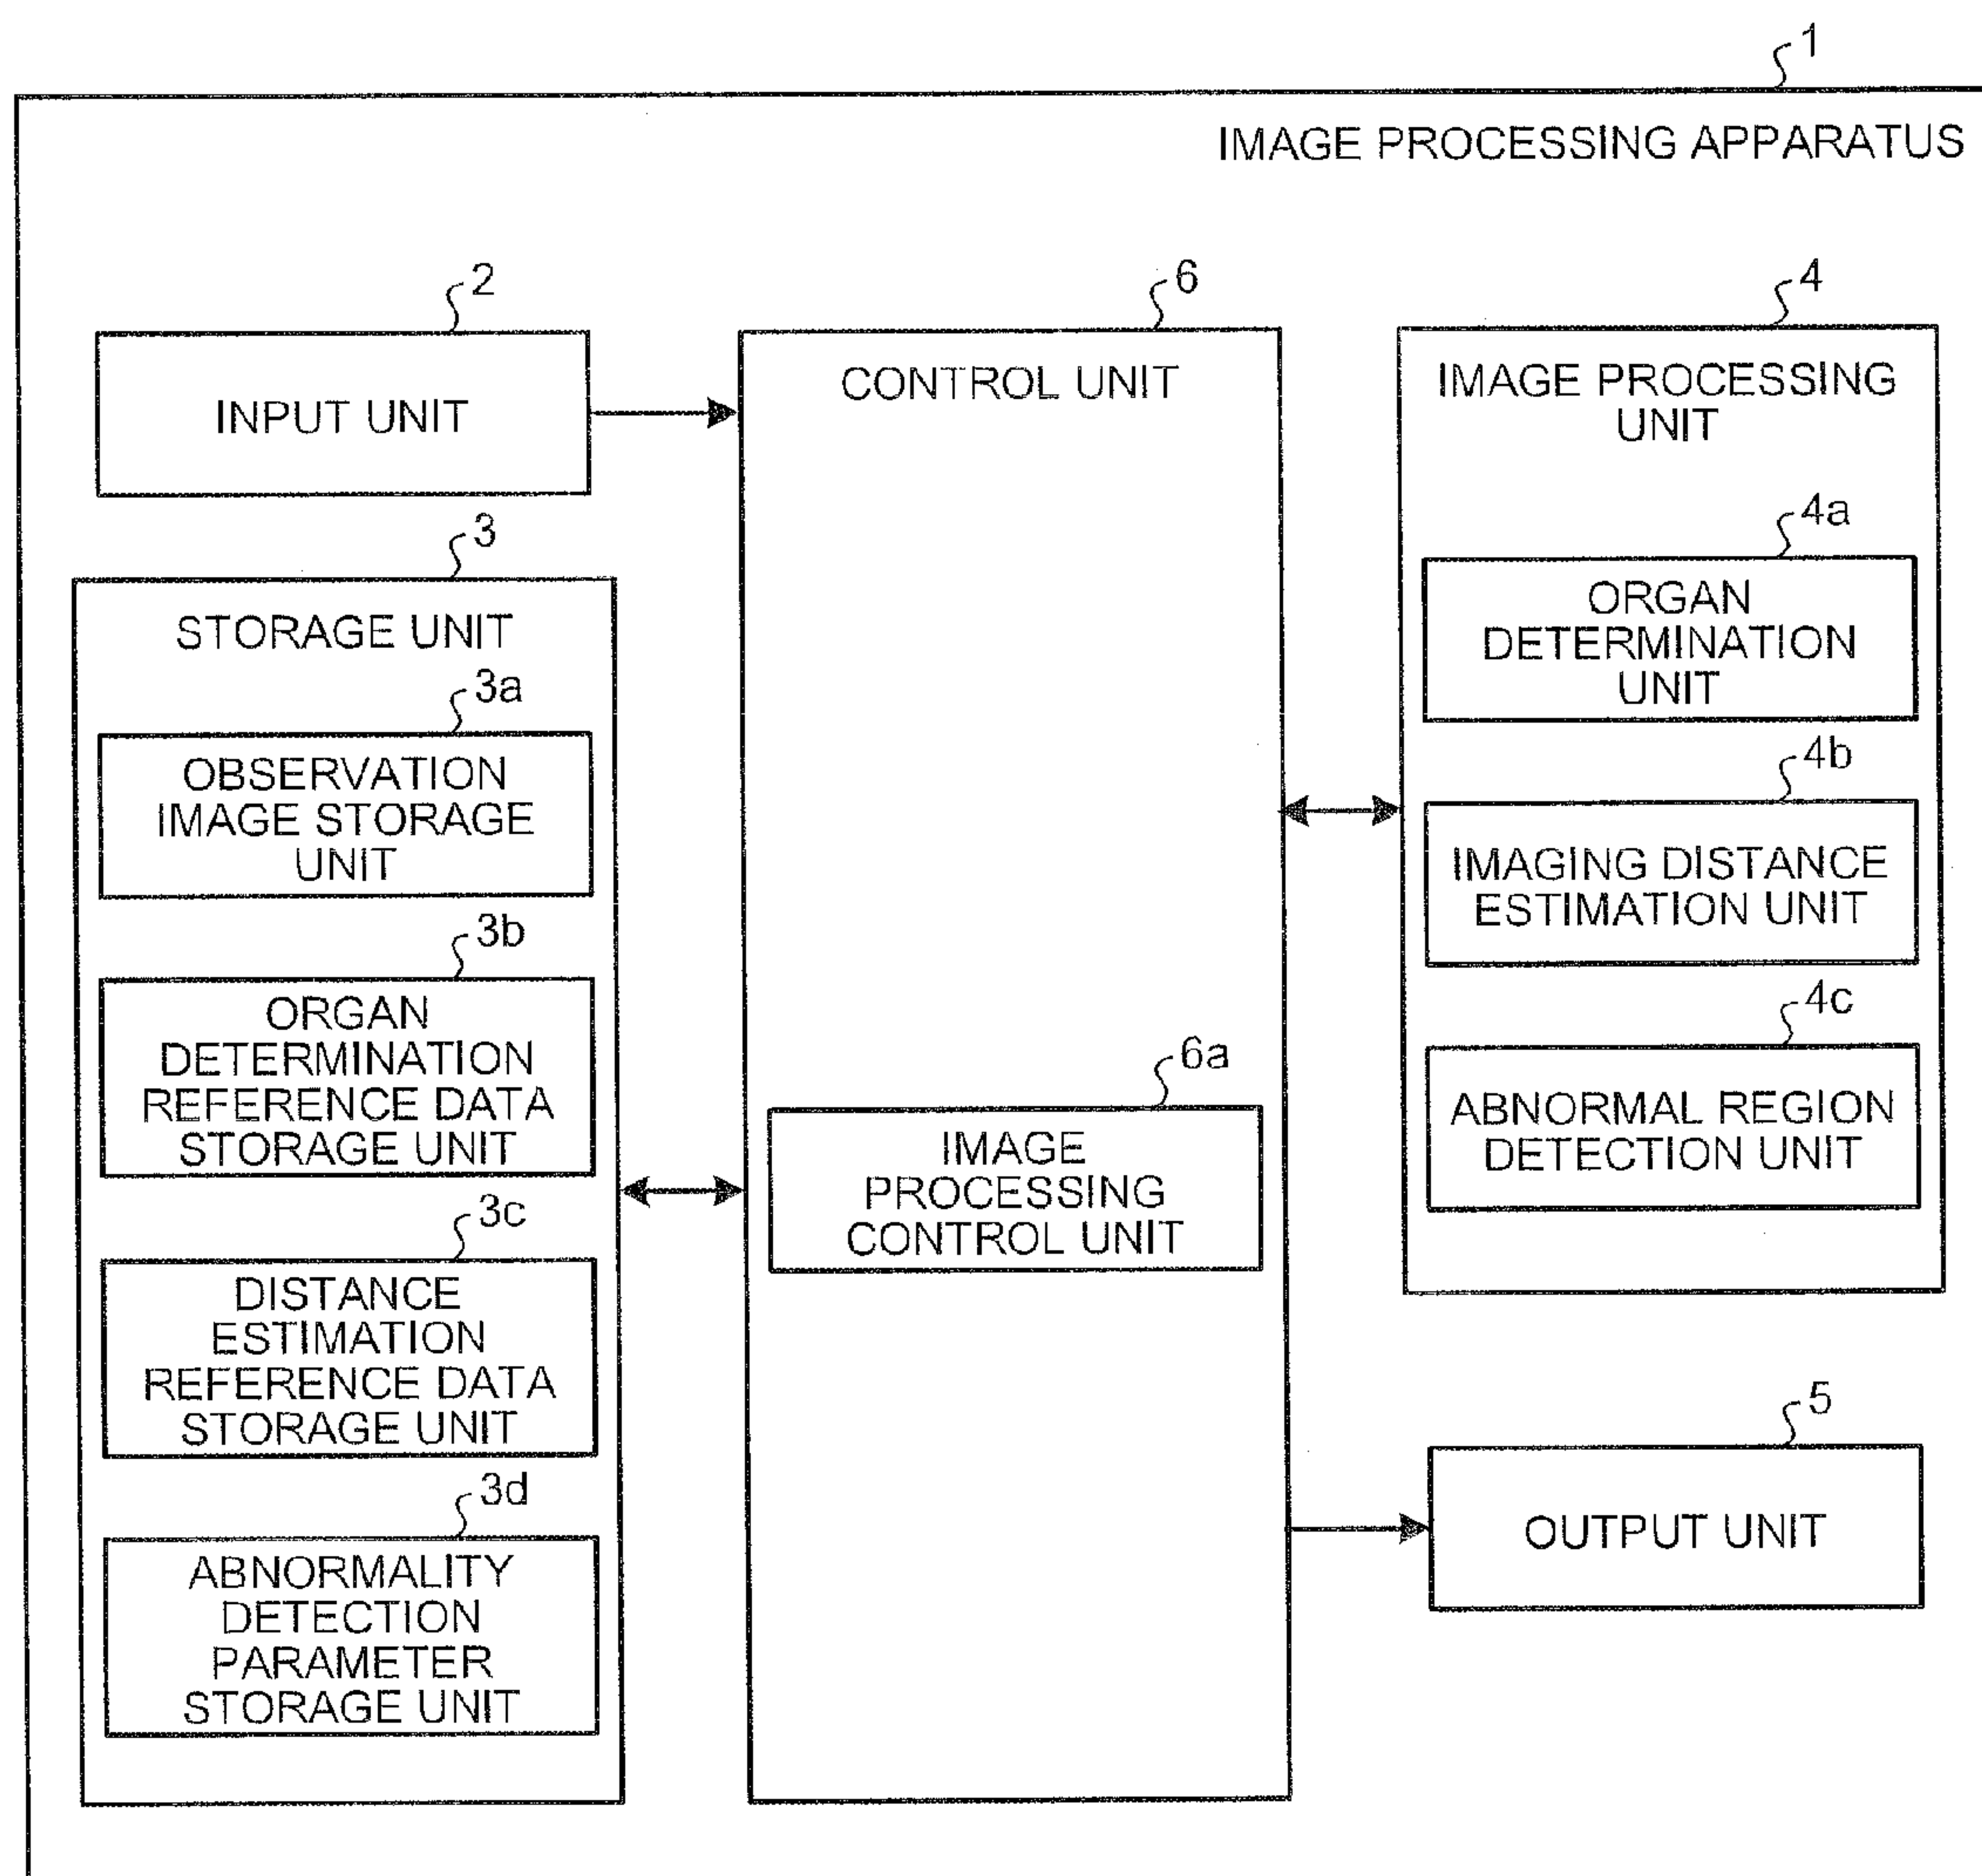 1
IMAGE PROCESSING APPARATUS
2
INPUT UNIT
3
STORAGE UNIT
3a
OBSERVATION
IMAGE STORAGE
UNIT
3b
ORGAN
DETERMINATION
REFERENCE DATA
STORAGE UNIT
3c
DISTANCE
ESTIMATION
REFERENCE DATA
STORAGE UNIT
3d
ABNORMALITY
DETECTION
PARAMETER
STORAGE UNIT
6
CONTROL UNIT
6a
IMAGE
PROCESSING
CONTROL UNIT
4
IMAGE PROCESSING
UNIT
4a
ORGAN
DETERMINATION
UNIT
4b
IMAGING DISTANCE
ESTIMATION UNIT
4c
ABNORMAL REGION
DETECTION UNIT
5
OUTPUT UNIT